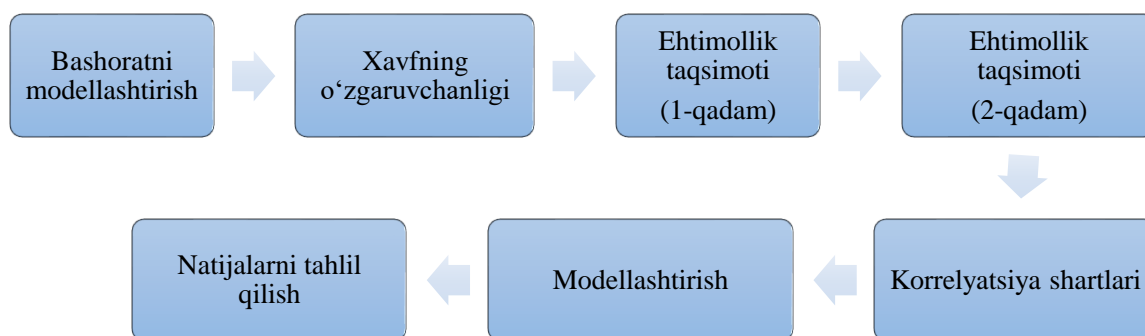 Bashoratni
modellashtirish
Xavfning
o‘zgaruvchanligi
Ehtimollik
taqsimoti
(1-qadam)
Ehtimollik
taqsimoti
(2-qadam)
Korrelyatsiya shartlari
Modellashtirish
Natijalarni tahlil
qilish